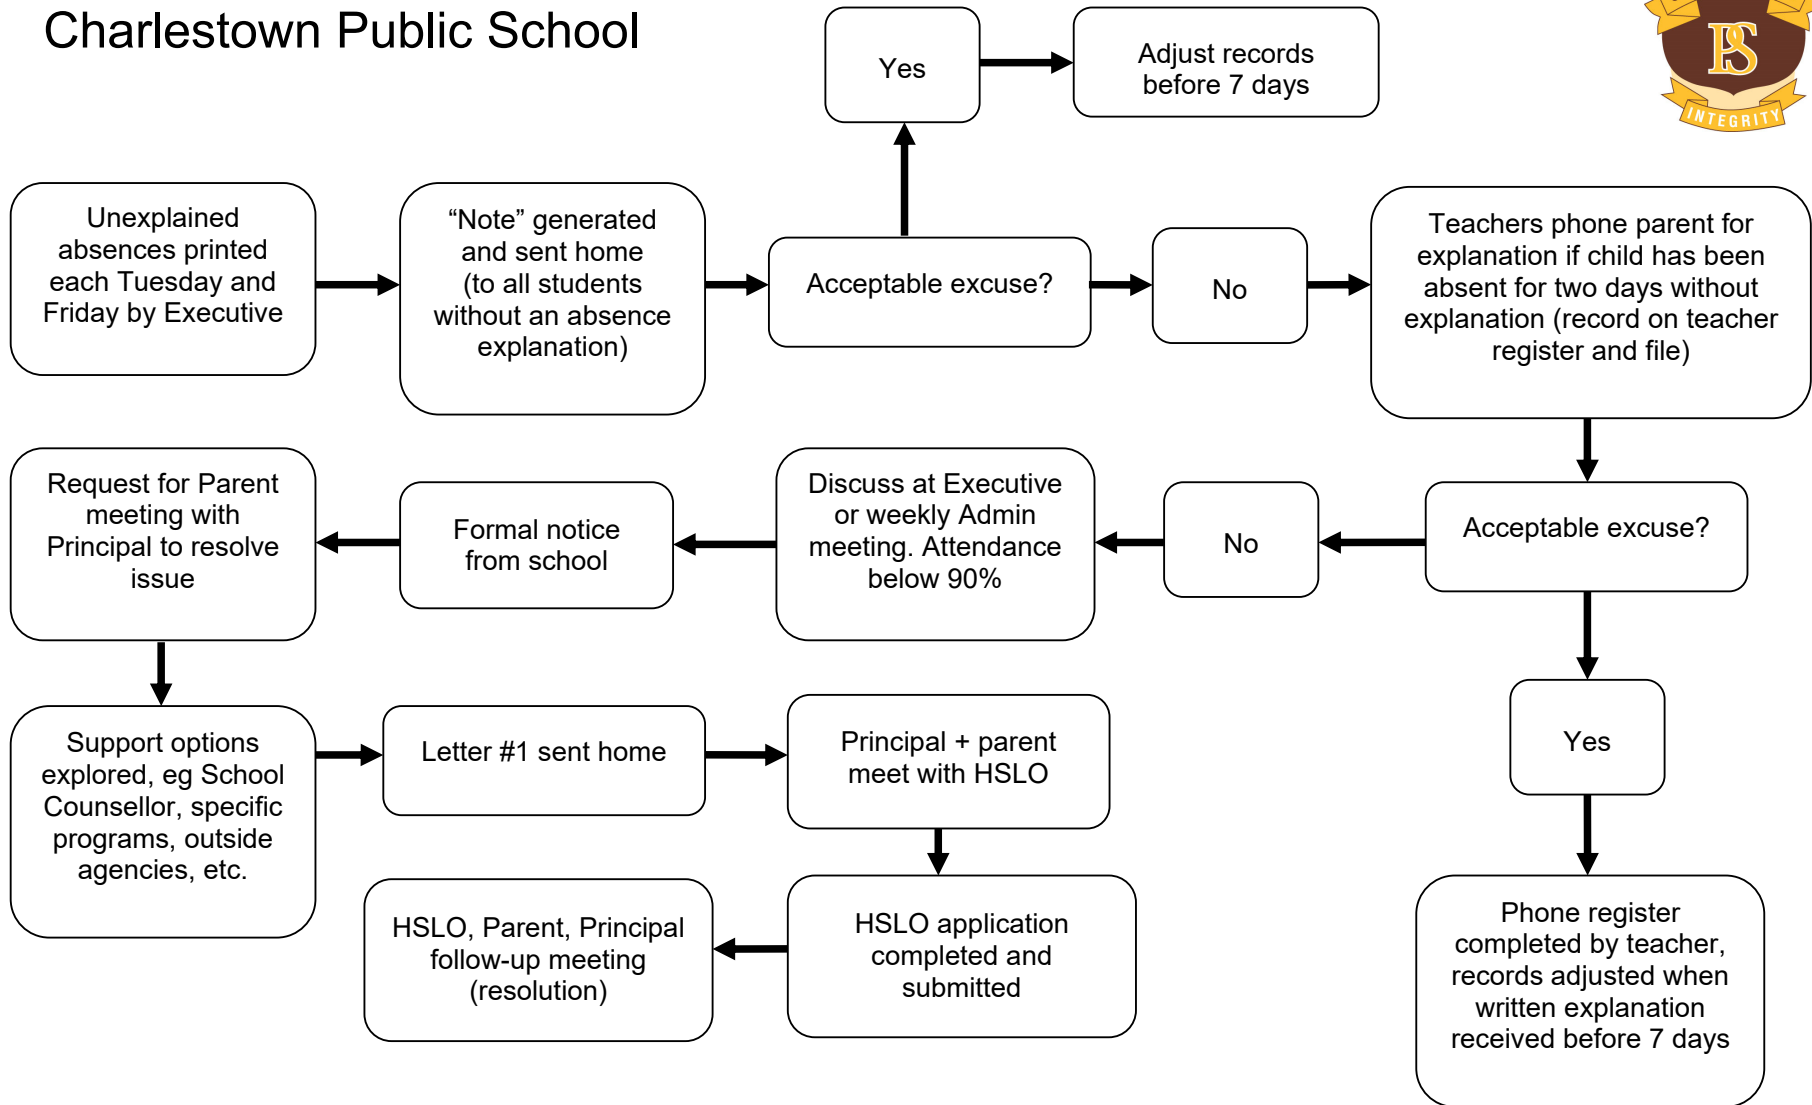 Charlestown Public School
Yes
Adjust records
before 7 days
PS
INTEGRITY
Unexplained
absences printed
each Tuesday and
Friday by Executive
“Note” generated
and sent home
(to all students
without an absence
explanation)
Acceptable excuse?
No
Teachers phone parent for
explanation if child has been
absent for two days without
explanation (record on teacher
register and file)
Request for Parent
meeting with
Principal to resolve
issue
Formal notice
from school
Discuss at Executive
or weekly Admin
meeting. Attendance
below 90%
No
Acceptable excuse?
Support options
explored, eg School
Counsellor, specific
programs, outside
agencies, etc.
Letter #1 sent home
Principal + parent
meet with HSLO
Yes
HSLO, Parent, Principal
follow-up meeting
(resolution)
HSLO application
completed and
submitted
Phone register
completed by teacher,
records adjusted when
written explanation
received before 7 days